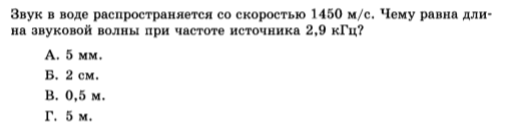 Звук в воде распространяется со скоростью 1450 м/с. Чему равна дли-
на звуковой волны при частоте источника 2,9 кГц?
А. 5 мм.
Б. 2 см.
В. 0,5 м.
Г. 5 м.